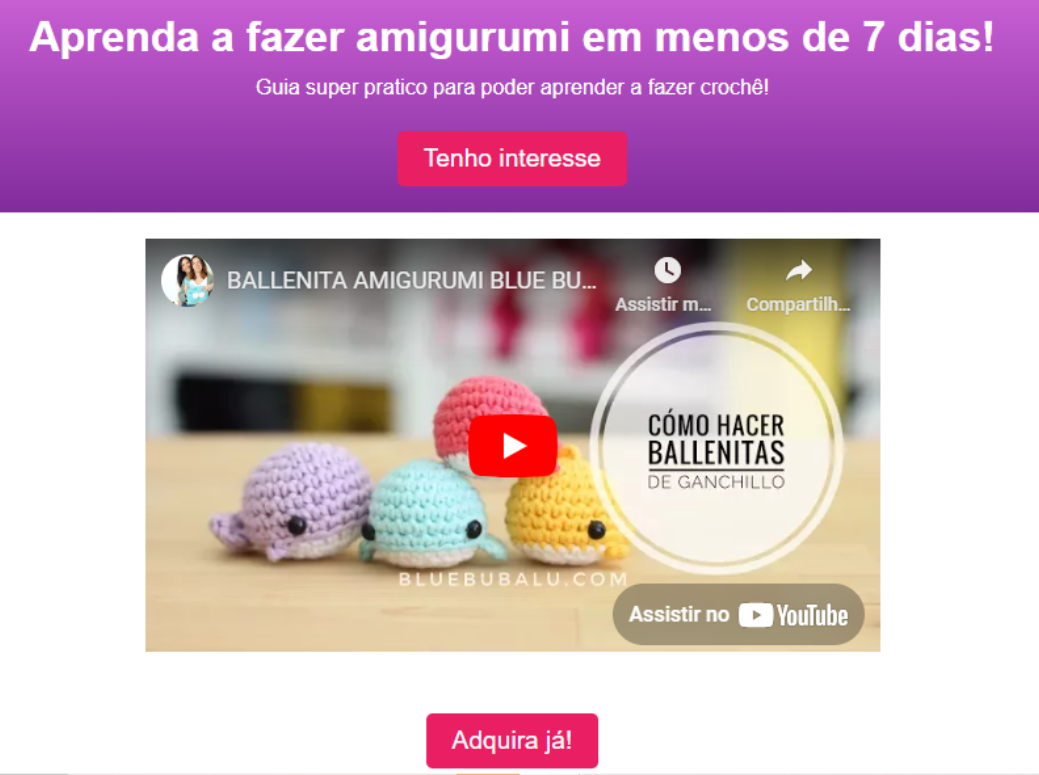 Aprenda a fazer amigurumi em menos de 7 dias!
Guia super pratico para poder aprender a fazer crochê!
Tenho interesse
BALLENITA AMIGURUMI BLUE BU...
Assistir m...
Compartilh...
CÓMO HACER
BALLENITAS
DE GANCHILLO
BLUEBUBALU.COM
Assistir no YouTube
Adquira já!